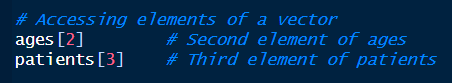 # Accessing elements of a vector
ages[2]        # Second element of ages
patients[3]    # Third element of patients